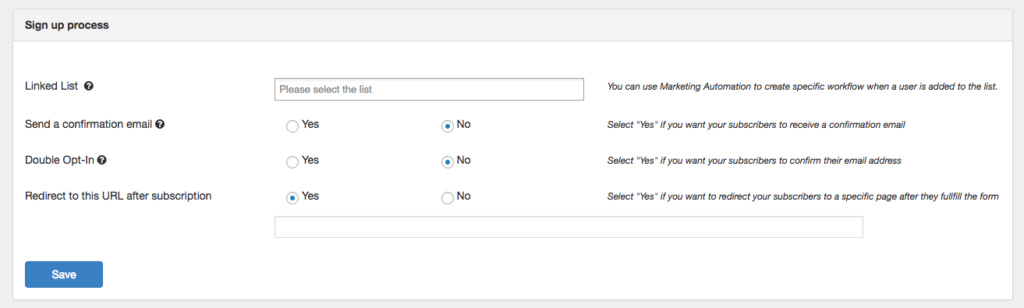 Sign up process
Linked List
Please select the list
You can use Marketing Automation to create specific workflow when a user is added to the list.
Send a confirmation email
Yes
No
Select "Yes" if you want your subscribers to receive a confirmation email
Double Opt-In
Yes
No
Select "Yes" if you want your subscribers to confirm their email address
Redirect to this URL after subscription
Yes
No
Select "Yes" if you want to redirect your subscribers to a specific page after they fullfill the form
Save